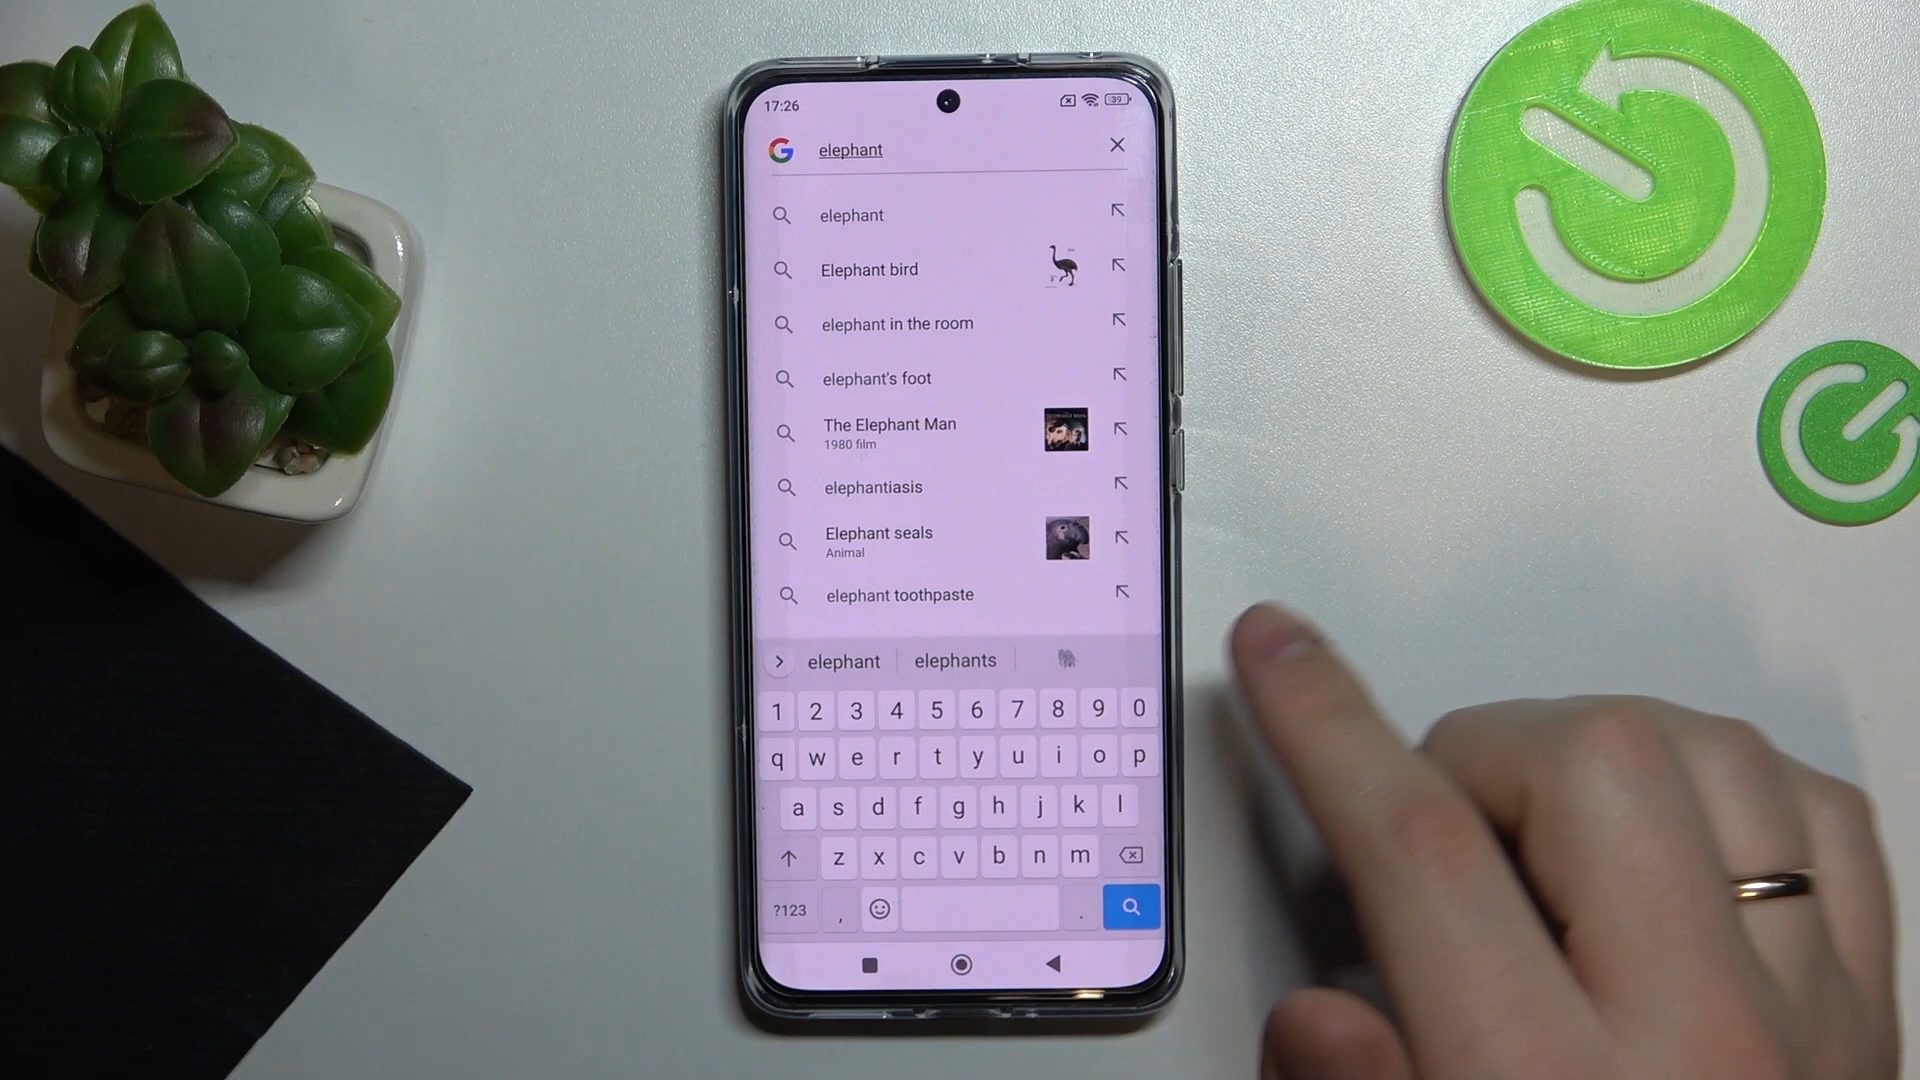 17:26
39
elephant
elephant
Elephant bird
elephant in the room
elephant's foot
The Elephant Man
1980 film
elephantiasis
Elephant seals
Animal
elephant toothpaste
elephant elephants
1 2 3 4 5 6 7 8 9 0
q w e r t y u i o p
a s d f g h j k l
z x c v b n m
?123 , .